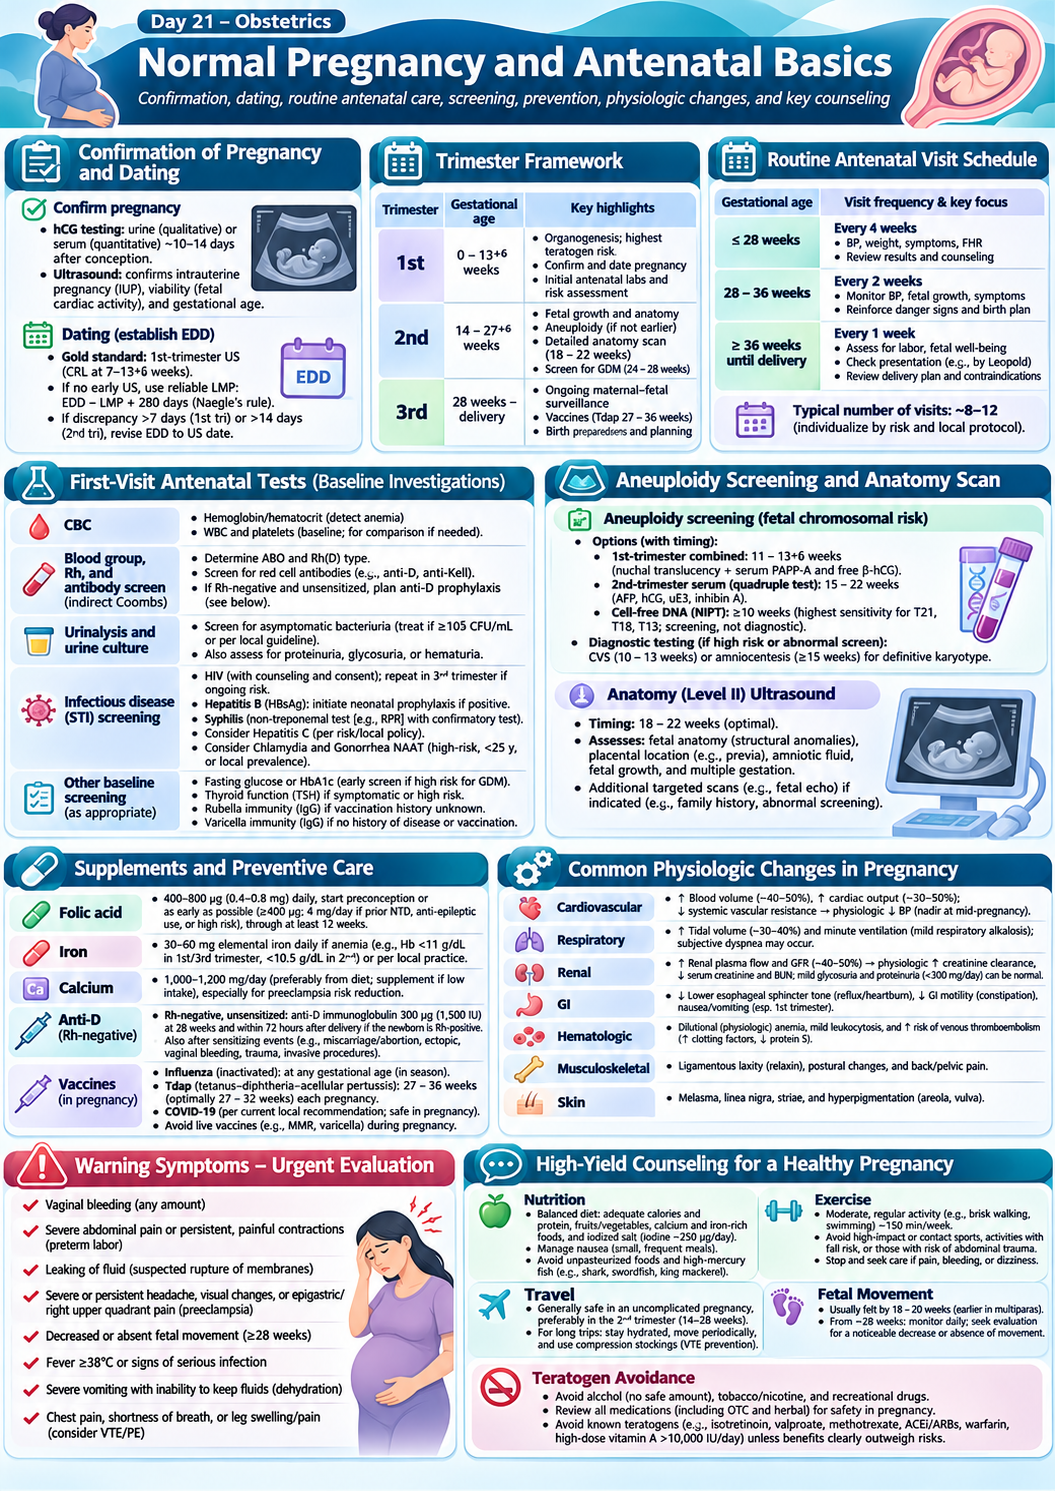 Day 21 – Obstetrics
Normal Pregnancy and Antenatal Basics
Confirmation, dating, routine antenatal care, screening, prevention, physiologic changes, and key counseling
Confirmation of Pregnancy
and Dating
Confirm pregnancy
• hCG testing: urine (qualitative) or
serum (quantitative) ~10–14 days
after conception.
• Ultrasound: confirms intrauterine
pregnancy (IUP), viability (fetal
cardiac activity), and gestational age.
Dating (establish EDD)
• Gold standard: 1st-trimester US
(CRL at 7–13+6 weeks).
• If no early US, use reliable LMP:
EDD – LMP + 280 days (Naegle's rule).
• If discrepancy >7 days (1st tri) or >14 days
(2nd tri), revise EDD to US date.
EDD
Trimester Framework
Trimester
Gestational
age
Key highlights
1st
0 – 13+6
weeks
• Organogenesis; highest
teratogen risk.
• Confirm and date pregnancy
• Initial antenatal labs and
risk assessment
2nd
14 – 27+6
weeks
• Fetal growth and anatomy
• Aneuploidy (if not earlier)
• Detailed anatomy scan
(18 – 22 weeks)
• Screen for GDM (24 – 28 weeks)
3rd
28 weeks –
delivery
• Ongoing maternal–fetal
surveillance
• Vaccines (Tdap 27 – 36 weeks)
• Birth and planning
Routine Antenatal Visit Schedule
Gestational age
Visit frequency & key focus
≤ 28 weeks
Every 4 weeks
• BP, weight, symptoms, FHR
• Review results and counseling
28 – 36 weeks
Every 2 weeks
• Monitor BP, fetal growth, symptoms
• Reinforce danger signs and birth plan
≥ 36 weeks
until delivery
Every 1 week
• Assess for labor, fetal well-being
• Check presentation (e.g., by Leopold)
• Review delivery plan and contraindications
Typical number of visits: ~8–12
(individualize by risk and local protocol).
First-Visit Antenatal Tests (Baseline Investigations)
CBC
• Hemoglobin/hematocrit (detect anemia)
• WBC and platelets (baseline; for comparison if needed).
Blood group,
Rh, and
antibody screen
(indirect Coombs)
• Determine ABO and Rh(D) type.
• Screen for red cell antibodies (e.g., anti-D, anti-Kell).
• If Rh-negative and unsensitized, plan anti-D prophylaxis
(see below).
Urinalysis and
urine culture
• Screen for asymptomatic bacteriuria (treat if ≥105 CFU/mL
or per local guideline).
• Also assess for proteinuria, glycosuria, or hematuria.
Infectious disease
(STI) screening
• HIV (with counseling and consent); repeat in 3rd trimester if
ongoing risk.
• Hepatitis B (HBsAg): initiate neonatal prophylaxis if positive.
• Syphilis (non-treponemal test [e.g., RPR] with confirmatory test).
• Consider Hepatitis C (per risk/local policy).
• Consider Chlamydia and Gonorrhea NAAT (high-risk, <25 y,
or local prevalence).
Other baseline
screening
(as appropriate)
• Fasting glucose or HbA1c (early screen if high risk for GDM).
• Thyroid function (TSH) if symptomatic or high risk.
• Rubella immunity (IgG) if vaccination history unknown.
• Varicella immunity (IgG) if no history of disease or vaccination.
Aneuploidy Screening and Anatomy Scan
Aneuploidy screening (fetal chromosomal risk)
• Options (with timing):
• 1st-trimester combined: 11 – 13+6 weeks
(nuchal translucency + serum PAPP-A and free β-hCG).
• 2nd-trimester serum (quadruple test): 15 – 22 weeks
(AFP, hCG, uE3, inhibin A).
• Cell-free DNA (NIPT): ≥10 weeks (highest sensitivity for T21,
T18, T13; screening, not diagnostic).
• Diagnostic testing (if high risk or abnormal screen):
CVS (10 – 13 weeks) or amniocentesis (≥15 weeks) for definitive karyotype.
Anatomy (Level II) Ultrasound
• Timing: 18 – 22 weeks (optimal).
• Assesses: fetal anatomy (structural anomalies),
placental location (e.g., previa), amniotic fluid,
fetal growth, and multiple gestation.
• Additional targeted scans (e.g., fetal echo) if
indicated (e.g., family history, abnormal screening).
Supplements and Preventive Care
Folic acid
• 400–800 µg (0.4–0.8 mg) daily, start preconception or
as early as possible (≥400 µg: 4 mg/day if prior NTD, anti-epileptic
use, or high risk), through at least 12 weeks.
Iron
• 30–60 mg elemental iron daily if anemia (e.g., Hb <11 g/dL
in 1st/3rd trimester, <10.5 g/dL in 2nd) or per local practice.
Ca
Calcium
• 1,000–1,200 mg/day (preferably from diet; supplement if low
intake), especially for preeclampsia risk reduction.
Anti-D
(Rh-negative)
• Rh-negative, unsensitized: anti-D immunoglobulin 300 µg (1,500 IU)
at 28 weeks and within 72 hours after delivery if the newborn is Rh-positive.
Also after sensitizing events (e.g., miscarriage/abortion, ectopic,
vaginal bleeding, trauma, invasive procedures).
Vaccines
(in pregnancy)
• Influenza (inactivated): at any gestational age (in season).
• Tdap (tetanus–diphtheria–acellular pertussis): 27 – 36 weeks
(optimally 27 – 32 weeks) each pregnancy.
• COVID-19 (per current local recommendation; safe in pregnancy).
• Avoid live vaccines (e.g., MMR, varicella) during pregnancy.
Common Physiologic Changes in Pregnancy
Cardiovascular
• ↑ Blood volume (~40–50%), ↑ cardiac output (~30–50%);
↓ systemic vascular resistance → physiologic ↓ BP (nadir at mid-pregnancy).
Respiratory
• ↑ Tidal volume (~30–40%) and minute ventilation (mild respiratory alkalosis);
subjective dyspnea may occur.
Renal
• ↑ Renal plasma flow and GFR (~40–50%) → physiologic ↑ creatinine clearance,
↓ serum creatinine and BUN; mild glycosuria and proteinuria (<300 mg/day) can be normal.
GI
• ↓ Lower esophageal sphincter tone (reflux/heartburn), ↓ GI motility (constipation),
nausea/vomiting (esp. 1st trimester).
Hematologic
• Dilutional (physiologic) anemia, mild leukocytosis, and ↑ risk of venous thromboembolism
(↑ clotting factors, ↓ protein S).
Musculoskeletal
• Ligamentous laxity (relaxin), postural changes, and back/pelvic pain.
Skin
• Melasma, linea nigra, striae, and hyperpigmentation (areola, vulva).
Warning Symptoms – Urgent Evaluation
Vaginal bleeding (any amount)
Severe abdominal pain or persistent, painful contractions
(preterm labor)
Leaking of fluid (suspected rupture of membranes)
Severe or persistent headache, visual changes, or epigastric/
right upper quadrant pain (preeclampsia)
Decreased or absent fetal movement (≥28 weeks)
Fever ≥38°C or signs of serious infection
Severe vomiting with inability to keep fluids (dehydration)
Chest pain, shortness of breath, or leg swelling/pain
(consider VTE/PE)
High-Yield Counseling for a Healthy Pregnancy
Nutrition
• Balanced diet: adequate calories and
protein, fruits/vegetables, calcium and iron-rich
foods, and iodized salt (iodine ~250 µg/day).
• Manage nausea (small, frequent meals).
• Avoid unpasteurized foods and high-mercury
fish (e.g., shark, swordfish, king mackerel).
Exercise
• Moderate, regular activity (e.g., brisk walking,
swimming) ~150 min/week.
• Avoid high-impact or contact sports, activities with
fall risk, or those with risk of abdominal trauma.
• Stop and seek care if pain, bleeding, or dizziness.
Travel
• Generally safe in an uncomplicated pregnancy,
preferably in the 2nd trimester (14–28 weeks).
• For long trips: stay hydrated, move periodically,
and use compression stockings (VTE prevention).
Fetal Movement
• Usually felt by 18 – 20 weeks (earlier in multiparas).
• From ~28 weeks: monitor daily; seek evaluation
for a noticeable decrease or absence of movement.
Teratogen Avoidance
• Avoid alchol (no safe amount), tobacco/nicotine, and recreational drugs.
• Review all medications (including OTC and herbal) for safety in pregnancy.
• Avoid known teratogens (e.g., isotretinoin, valproate, methotrexate, ACEi/ARBs, warfarin,
high-dose vitamin A >10,000 IU/day) unless benefits clearly outweigh risks.